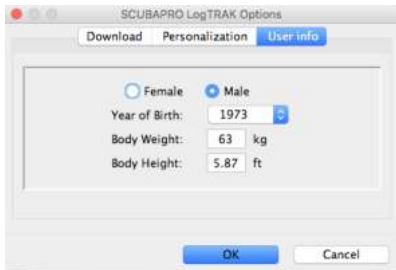 SCUBAPRO LogTRAK Options
Download Personalization User info
Female Male
Year of Birth: 1973
Body Weight: 63 kg
Body Height: 5.87 ft
OK Cancel